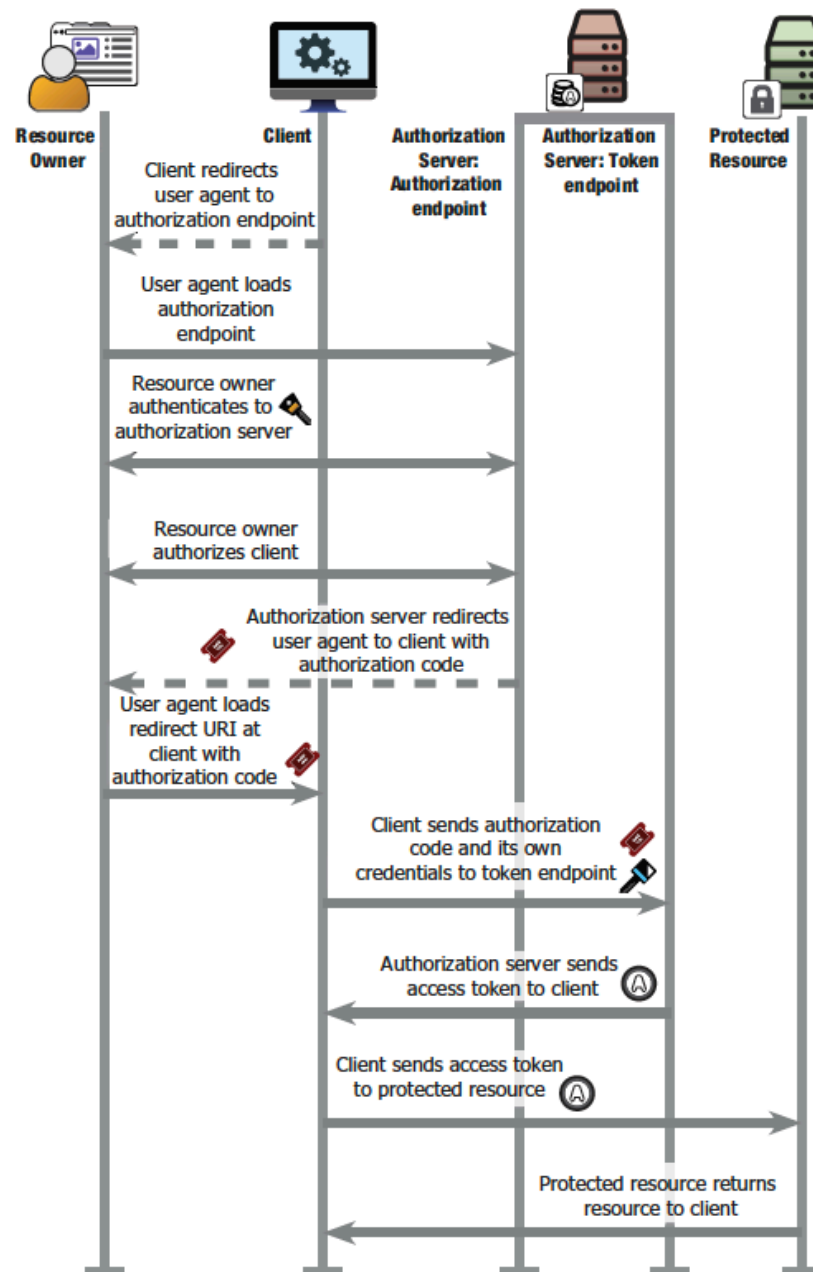 Resource
Owner
Client
Authorization
Server:
Authorization
endpoint
Authorization
Server: Token
endpoint
Protected
Resource
Client redirects
user agent to
authorization endpoint
User agent loads
authorization
endpoint
Resource owner
authenticates to
authorization server
Resource owner
authorizes client
Authorization server redirects
user agent to client with
authorization code
User agent loads
redirect URI at
client with
authorization code
Client sends authorization
code and its own
credentials to token endpoint
Authorization server sends
access token to client
A
Client sends access token
to protected resource
A
Protected resource returns
resource to client